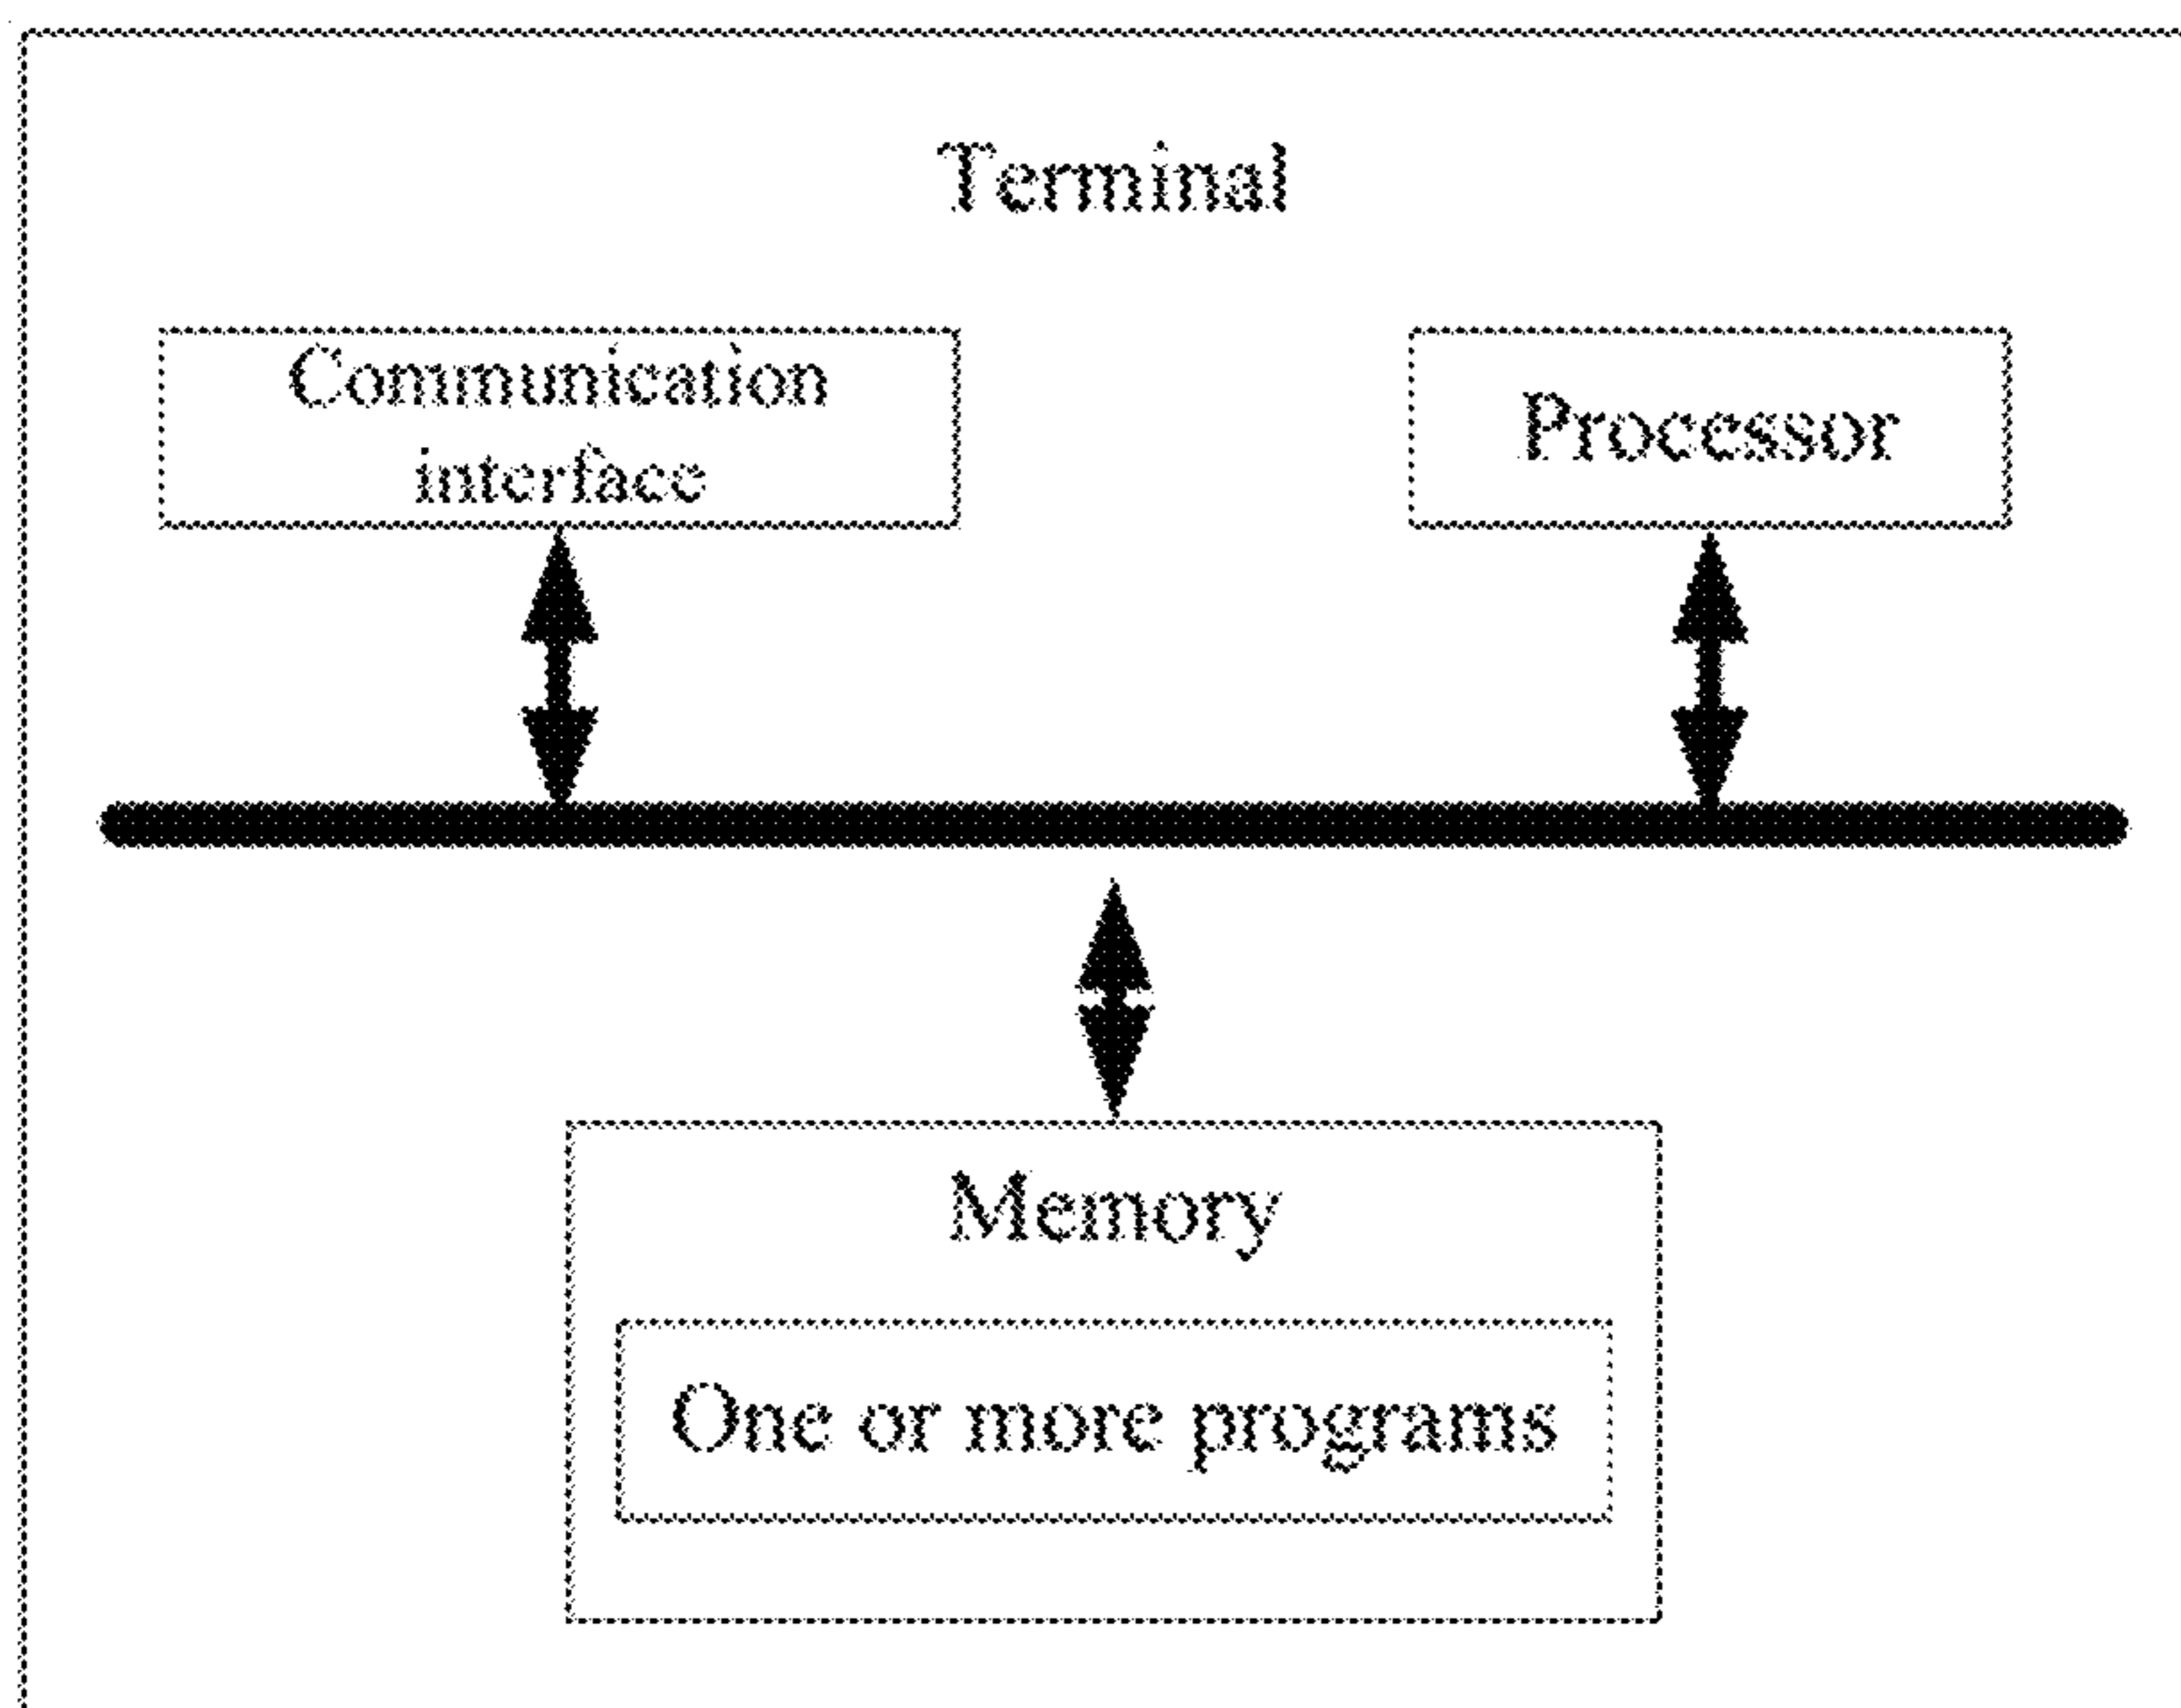 Terminal
Communication
interface
Processor
Memory
One or more programs